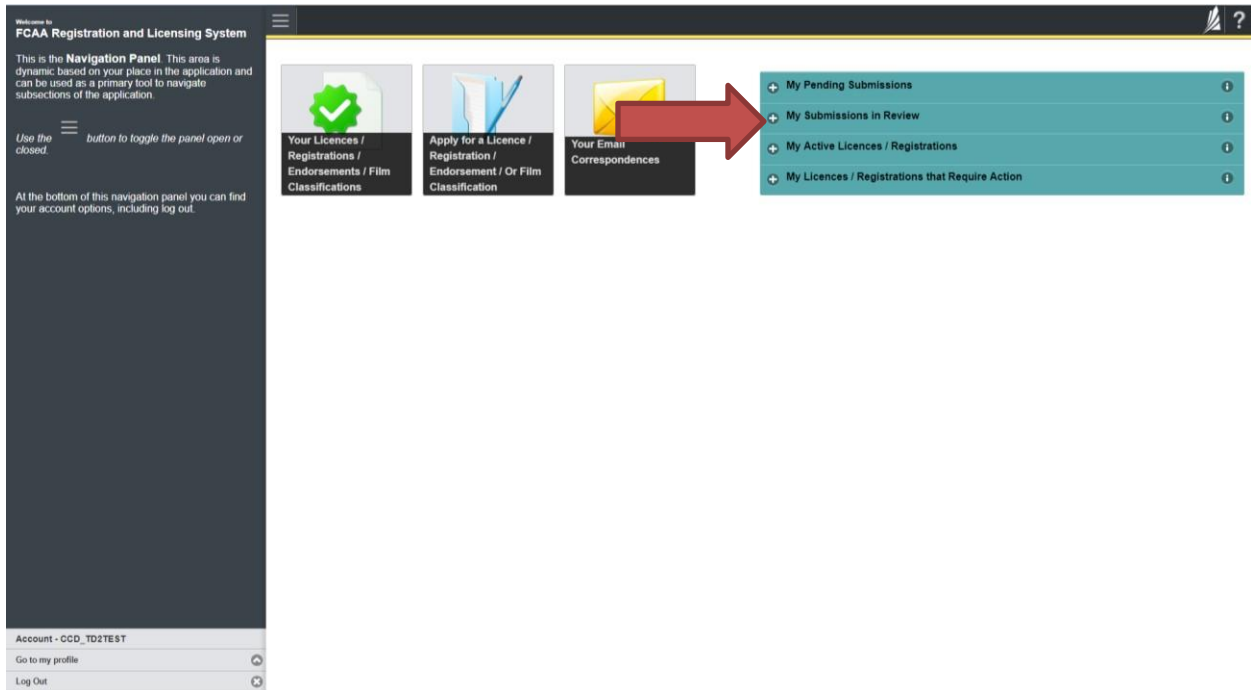 Welcome to
FCAA Registration and Licensing System
This is the Navigation Panel. This area is
dynamic based on your place in the application and
can be used as a primary tool to navigate
subsections of the application.
Use the button to toggle the panel open or
closed.
At the bottom of this navigation panel you can find
your account options, including log out.
Account - CCD_TD2TEST
Go to my profile
Log Out
?
Your Licences /
Registrations /
Endorsements / Film
Classifications
Apply for a Licence /
Registration /
Endorsement / Or Film
Classification
Your Email
Correspondences
My Pending Submissions
My Submissions in Review
My Active Licences / Registrations
My Licences / Registrations that Require Action